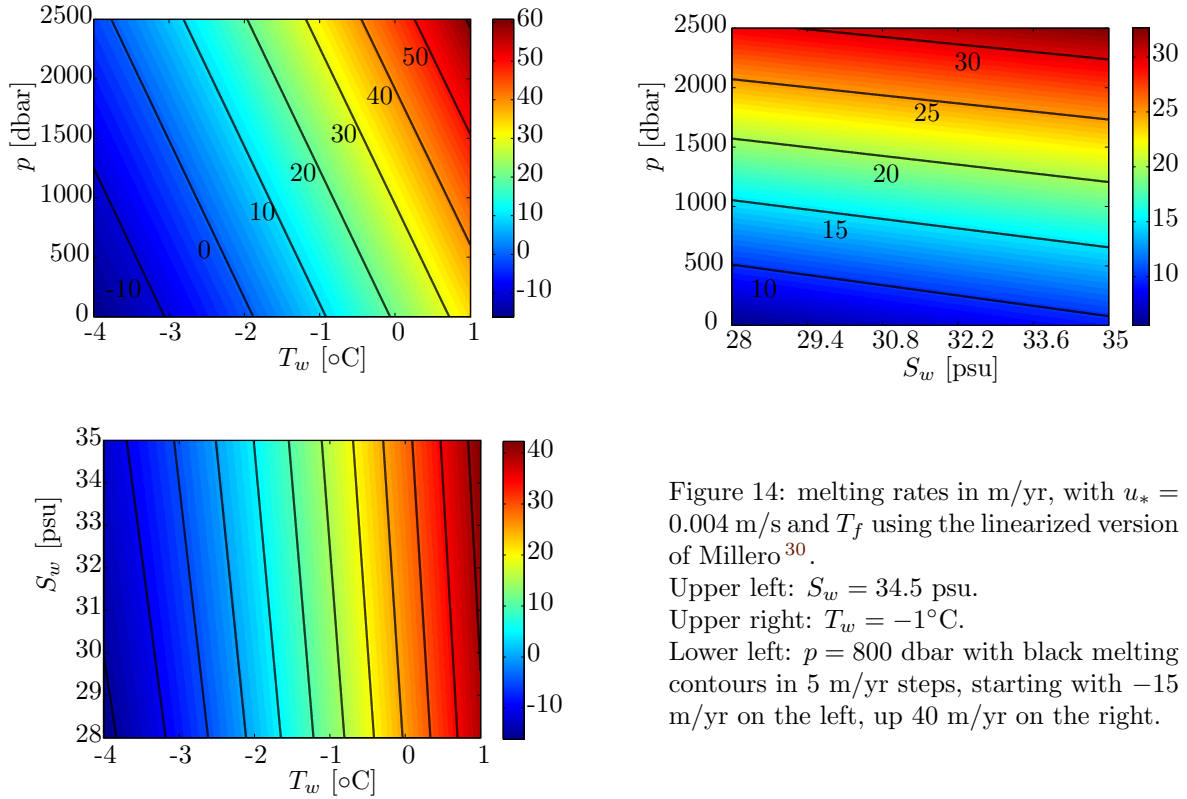 2500
2000
1500
1000
500
0
p [dbar]
-4 -3 -2 -1 0 1
T_w [∘C]
-10 0 10 20 30 40 50
60
50
40
30
20
10
0
-10
2500
2000
1500
1000
500
0
p [dbar]
28 29.4 30.8 32.2 33.6 35
S_w [psu]
30
25
20
15
10
30
25
20
15
10
35
34
33
32
31
30
29
28
S_w [psu]
-4 -3 -2 -1 0 1
T_w [∘C]
40
30
20
10
0
-10
Figure 14: melting rates in m/yr, with u_* =
0.004 m/s and T_f using the linearized version
of Millero 30.
Upper left: S_w = 34.5 psu.
Upper right: T_w = −1°C.
Lower left: p = 800 dbar with black melting
contours in 5 m/yr steps, starting with −15
m/yr on the left, up 40 m/yr on the right.